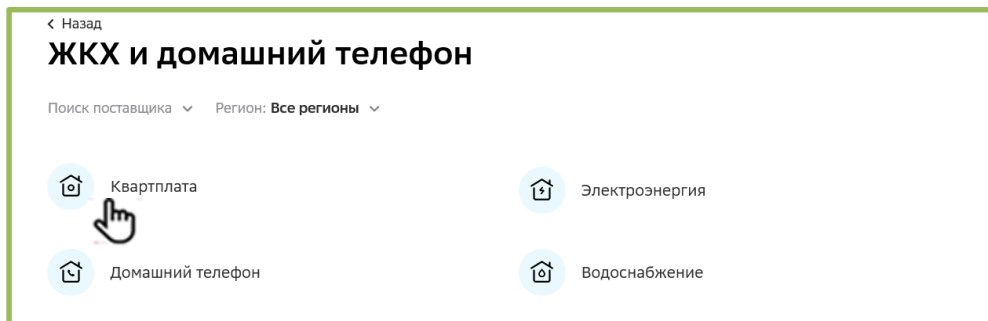 Назад
ЖКХ и домашний телефон
Поиск поставщика Регион: Все регионы
Квартплата
Электроэнергия
Домашний телефон
Водоснабжение